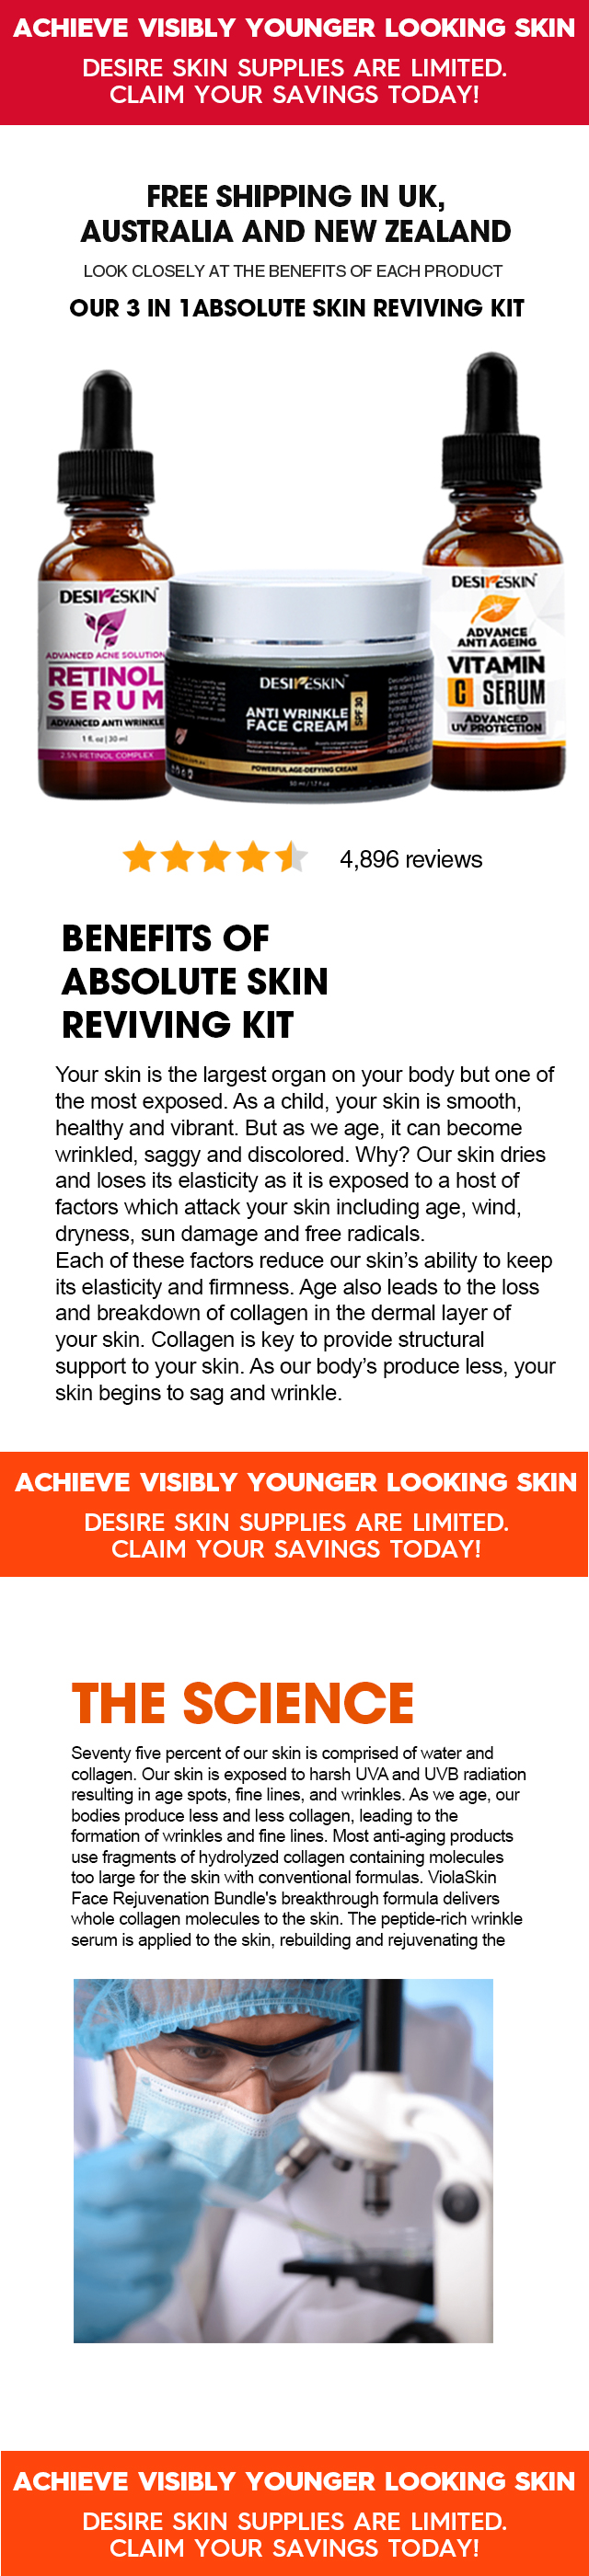 ACHIEVE VISIBLY YOUNGER LOOKING SKIN
DESIRE SKIN SUPPLIES ARE LIMITED.
CLAIM YOUR SAVINGS TODAY!
FREE SHIPPING IN UK,
AUSTRALIA AND NEW ZEALAND
LOOK CLOSELY AT THE BENEFITS OF EACH PRODUCT
OUR 3 IN 1 ABSOLUTE SKIN REVIVING KIT
DESIRESKIN
ADVANCED ACNE SOLUTION
RETINOL
SERUM
ADVANCED ANTI WRINKLE
1 fl. oz | 30 ml
2.5% RETINOL COMPLEX
DESIRESKIN
ANTI WRINKLE
FACE CREAM
SPF 30
POWERFUL AGE-DEFYING CREAM
50 ml / 1.7 fl oz
DESIRESKIN
ADVANCE
ANTI AGEING
VITAMIN
C SERUM
ADVANCED
UV PROTECTION
4,896 reviews
BENEFITS OF
ABSOLUTE SKIN
REVIVING KIT
Your skin is the largest organ on your body but one of
the most exposed. As a child, your skin is smooth,
healthy and vibrant. But as we age, it can become
wrinkled, saggy and discolored. Why? Our skin dries
and loses its elasticity as it is exposed to a host of
factors which attack your skin including age, wind,
dryness, sun damage and free radicals.
Each of these factors reduce our skin's ability to keep
its elasticity and firmness. Age also leads to the loss
and breakdown of collagen in the dermal layer of
your skin. Collagen is key to provide structural
support to your skin. As our body's produce less, your
skin begins to sag and wrinkle.
ACHIEVE VISIBLY YOUNGER LOOKING SKIN
DESIRE SKIN SUPPLIES ARE LIMITED.
CLAIM YOUR SAVINGS TODAY!
THE SCIENCE
Seventy five percent of our skin is comprised of water and
collagen. Our skin is exposed to harsh UVA and UVB radiation
resulting in age spots, fine lines, and wrinkles. As we age, our
bodies produce less and less collagen, leading to the
formation of wrinkles and fine lines. Most anti-aging products
use fragments of hydrolyzed collagen containing molecules
too large for the skin with conventional formulas. ViolaSkin
Face Rejuvenation Bundle's breakthrough formula delivers
whole collagen molecules to the skin. The peptide-rich wrinkle
serum is applied to the skin, rebuilding and rejuvenating the
ACHIEVE VISIBLY YOUNGER LOOKING SKIN
DESIRE SKIN SUPPLIES ARE LIMITED.
CLAIM YOUR SAVINGS TODAY!